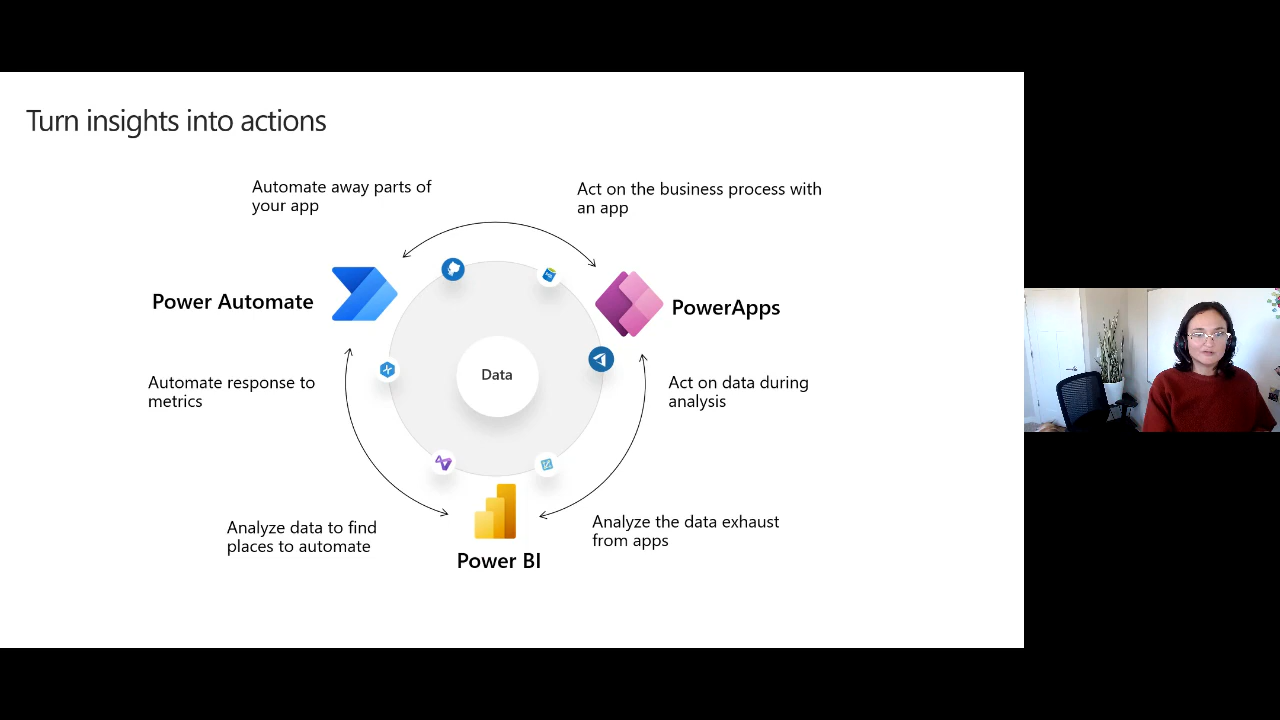 Turn insights into actions
Automate away parts of
your app
Act on the business process with
an app
Power Automate
PowerApps
Data
Automate response to
metrics
Act on data during
analysis
Analyze data to find
places to automate
Analyze the data exhaust
from apps
Power BI